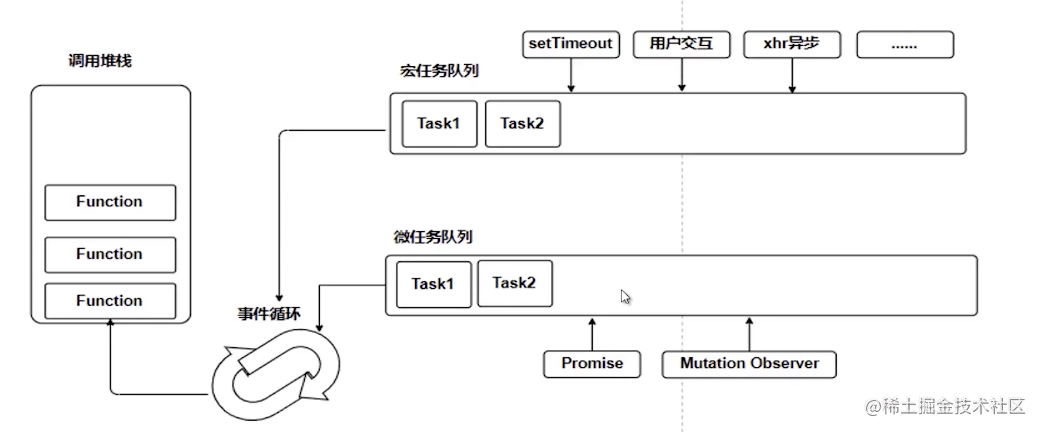 调用堆栈
Function
Function
Function
setTimeout
用户交互
xhr异步
......
宏任务队列
Task1
Task2
微任务队列
Task1
Task2
事件循环
Promise
Mutation Observer
@稀土掘金技术社区